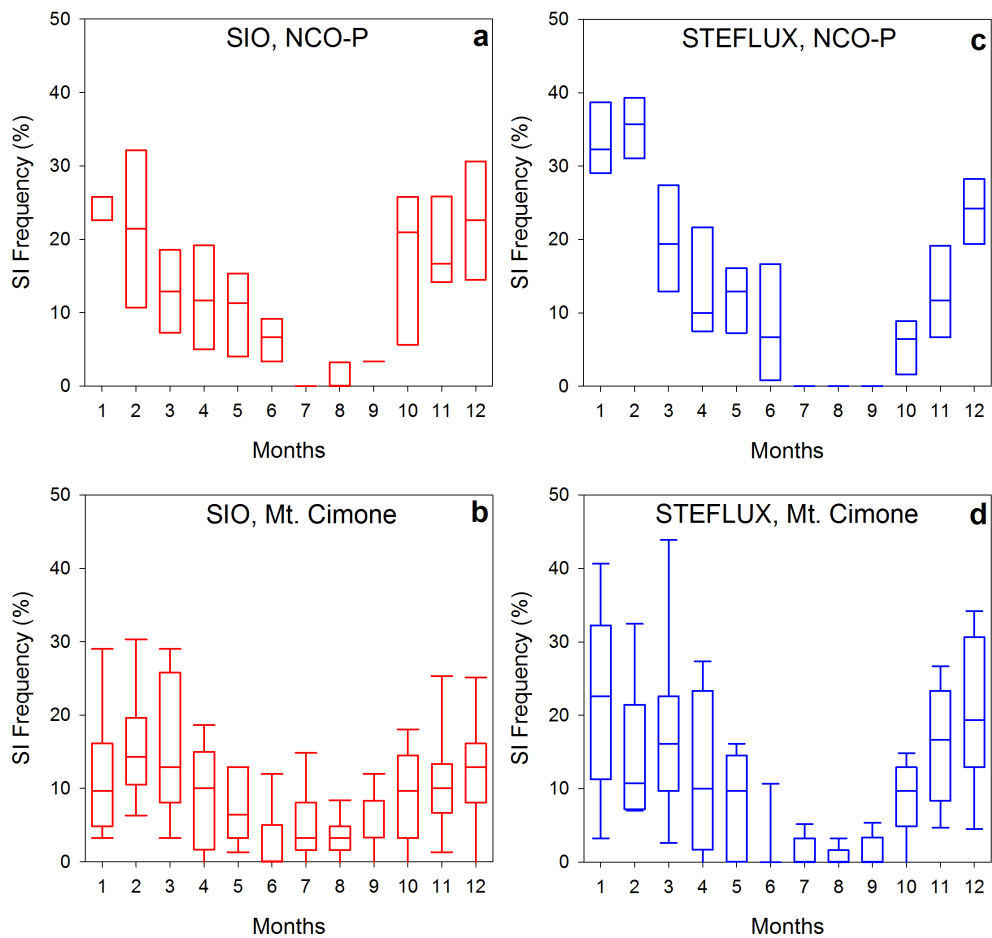 SIO, NCO-P
a
50
40
30
20
10
0
SI Frequency (%)
1 2 3 4 5 6 7 8 9 10 11 12
Months
STEFLUX, NCO-P
c
50
40
30
20
10
0
SI Frequency (%)
1 2 3 4 5 6 7 8 9 10 11 12
Months
SIO, Mt. Cimone
b
50
40
30
20
10
0
SI Frequency (%)
1 2 3 4 5 6 7 8 9 10 11 12
Months
STEFLUX, Mt. Cimone
d
50
40
30
20
10
0
SI Frequency (%)
1 2 3 4 5 6 7 8 9 10 11 12
Months